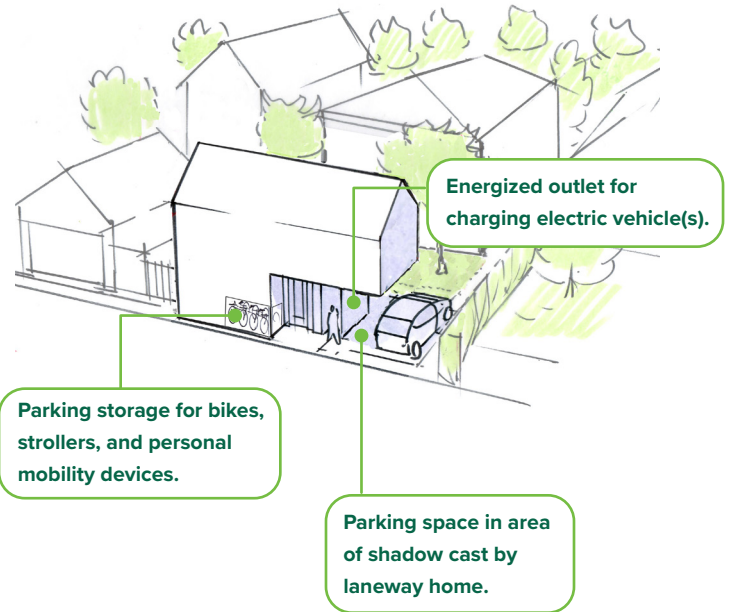 Energized outlet for
charging electric vehicle(s).
Parking storage for bikes,
strollers, and personal
mobility devices.
Parking space in area
of shadow cast by
laneway home.